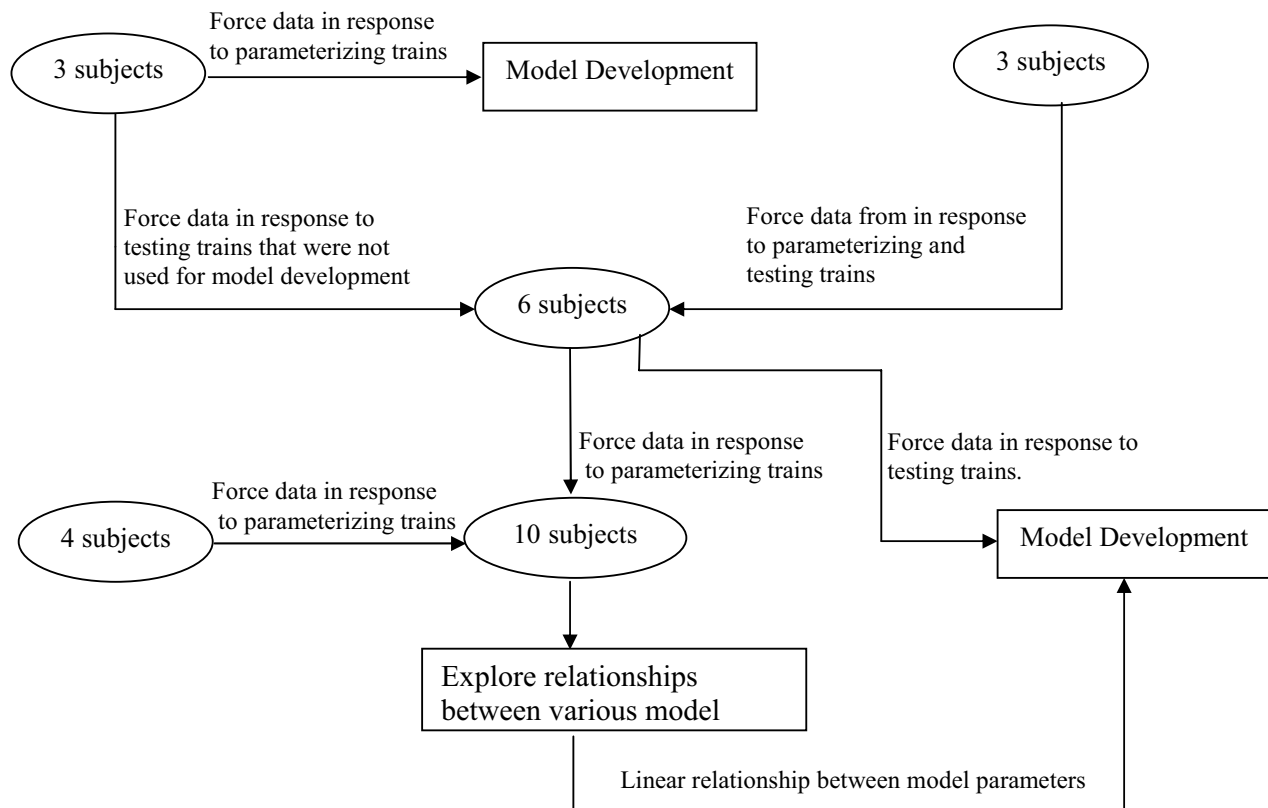 Force data in response
to parameterizing trains
3 subjects
Model Development
3 subjects
Force data in response to
testing trains that were not
used for model development
Force data from in response
to parameterizing and
testing trains
6 subjects
Force data in response
to parameterizing trains
Force data in response to
testing trains.
Force data in response
to parameterizing trains
4 subjects
10 subjects
Model Development
Explore relationships
between various model
Linear relationship between model parameters